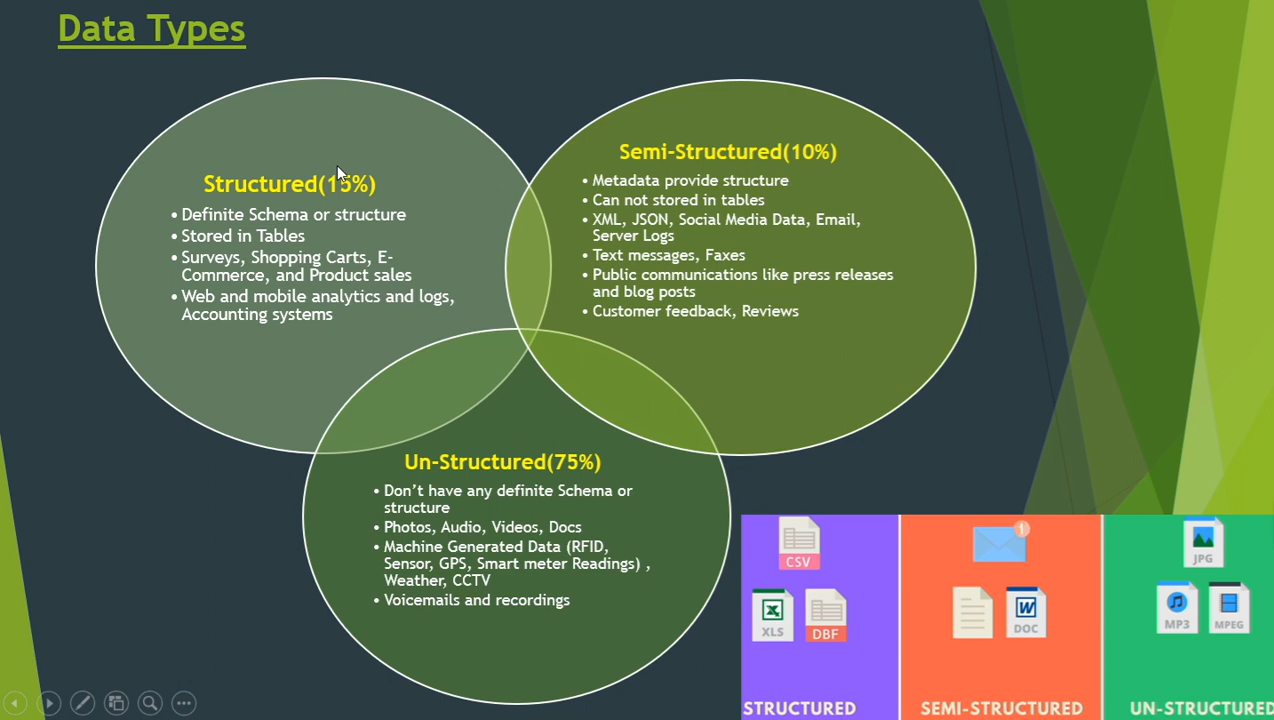 Data Types
Structured(15%)
• Definite Schema or structure
• Stored in Tables
• Surveys, Shopping Carts, E-
Commerce, and Product sales
• Web and mobile analytics and logs,
Accounting systems
Semi-Structured(10%)
• Metadata provide structure
• Can not stored in tables
• XML, JSON, Social Media Data, Email,
Server Logs
• Text messages, Faxes
• Public communications like press releases
and blog posts
• Customer feedback, Reviews
Un-Structured(75%)
• Don’t have any definite Schema or
structure
• Photos, Audio, Videos, Docs
• Machine Generated Data (RFID,
Sensor, GPS, Smart meter Readings) ,
Weather, CCTV
• Voicemails and recordings
CSV
XLS
DBF
STRUCTURED
1
DOC
SEMI-STRUCTURED
JPG
MP3
MPEG
UN-STRUCTURED